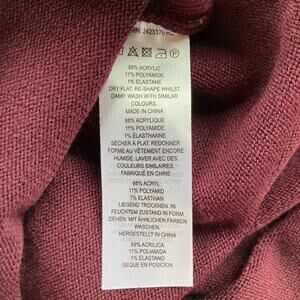 88% ACRYLIC
11% POLYAMIDE
1% ELASTANE
DRY FLAT. RE-SHAPE WHILST
DAMP. WASH WITH SIMILAR
COLOURS.
MADE IN CHINA
88% ACRYLIQUE
11% POLYAMIDE
1% ÉLASTHANNE
SÉCHER À PLAT. REDONNER
FORME AU VÊTEMENT ENCORE
HUMIDE. LAVER AVEC DES
COULEURS SIMILAIRES.
FABRIQUÉ EN CHINE
88% ACRYL
11% POLYAMID
1% ELASTHAN
LIEGEND TROCKNEN. IN
FEUCHTEM ZUSTAND IN FORM
ZIEHEN. MIT ÄHNLICHEN FARBEN
WASCHEN.
HERGESTELLT IN CHINA
88% ACRILICA
11% POLIAMIDA
1% ELASTANO
SEQUE EN POSICION